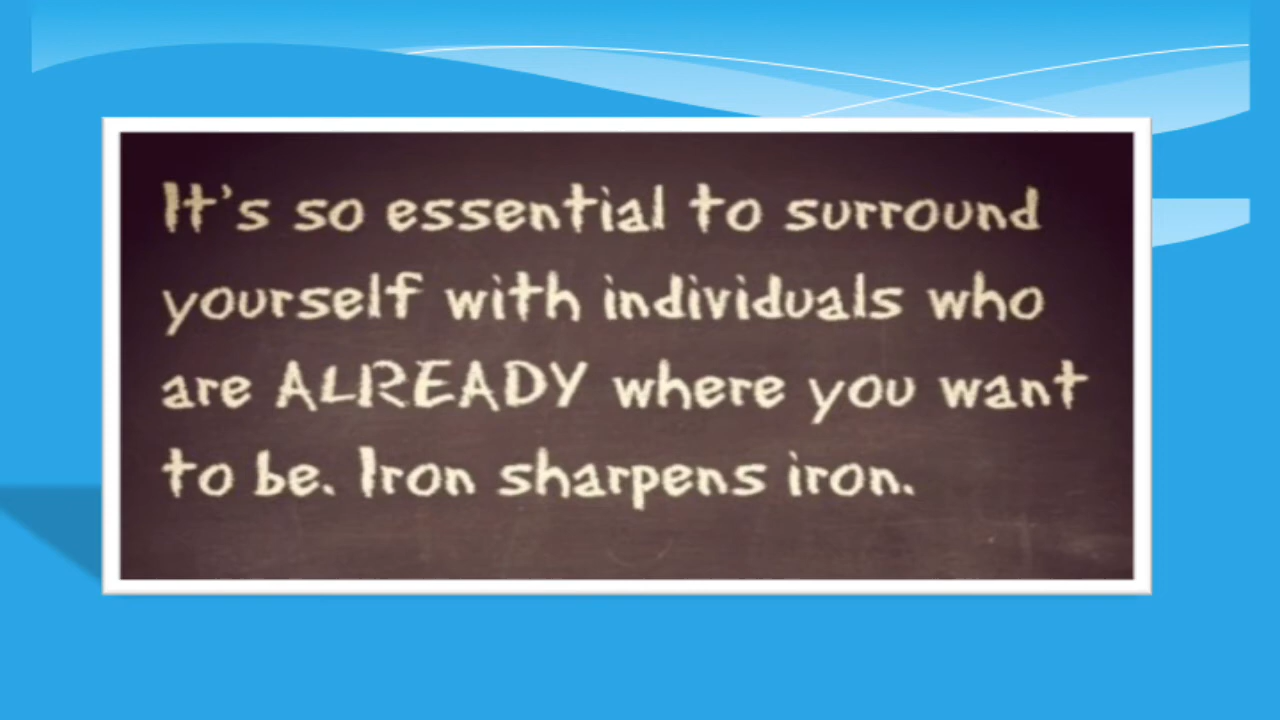 It's so essential to surround
yourself with individuals who
are ALREADY where you want
to be. Iron sharpens iron.